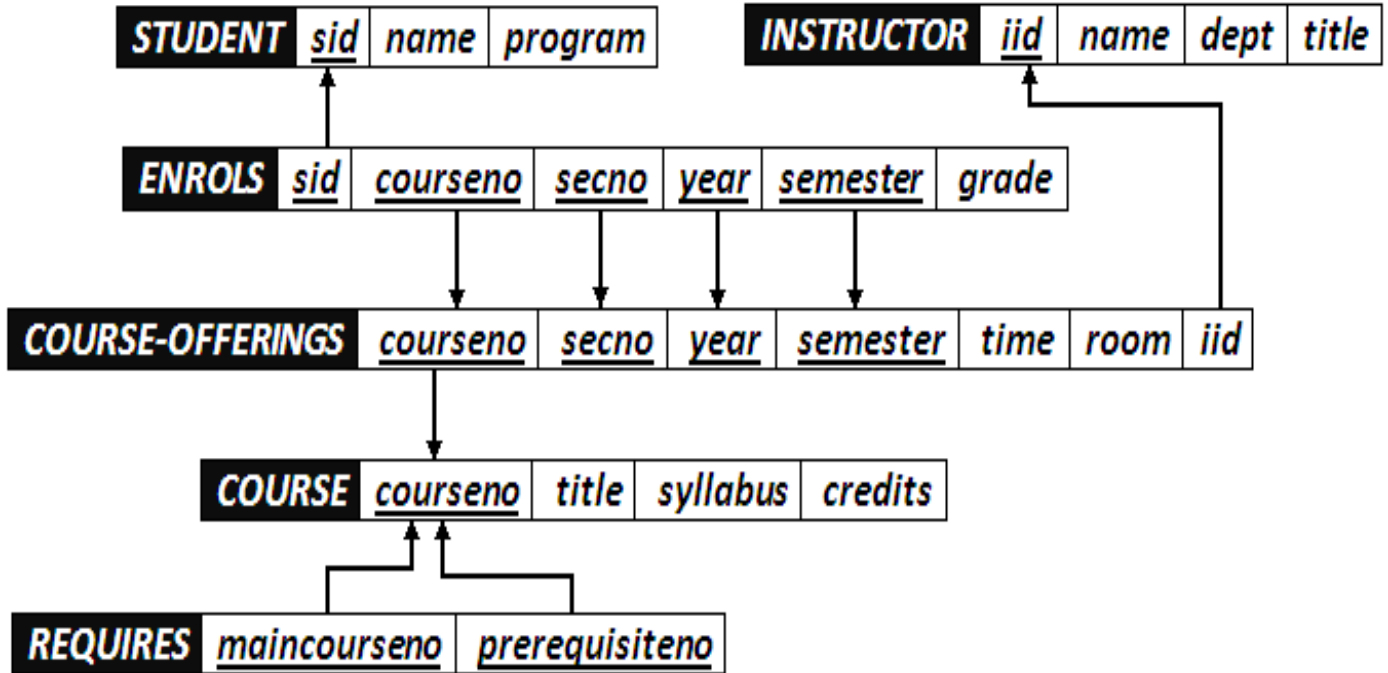 STUDENT sid name program
INSTRUCTOR iid name dept title
ENROLS sid courseno secno year semester grade
COURSE-OFFERINGS courseno secno year semester time room iid
COURSE courseno title syllabus credits
REQUIRES maincourseno prerequisiteno